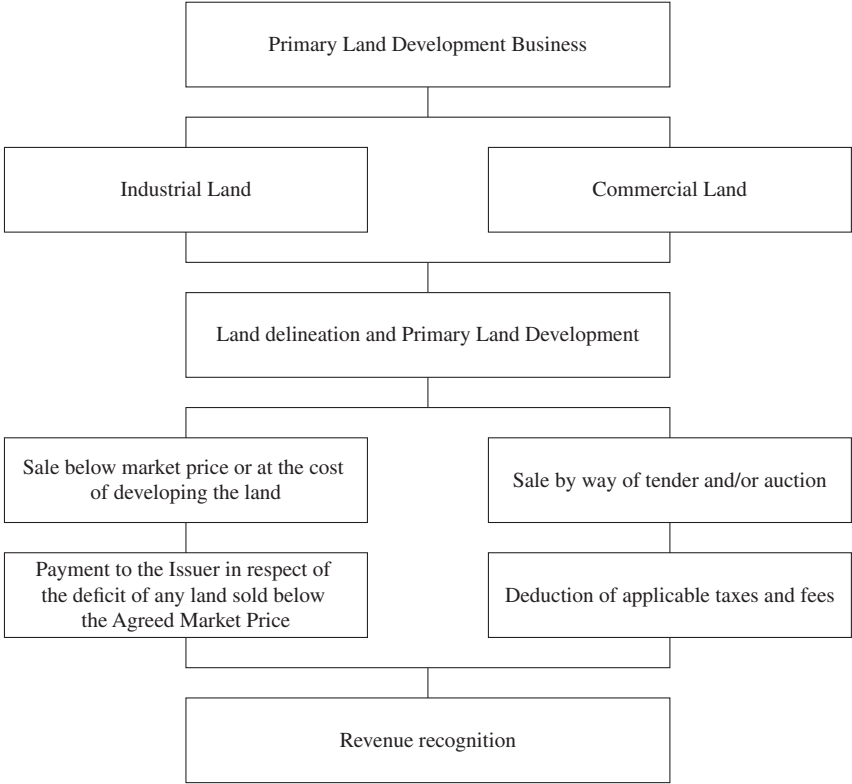 Primary Land Development Business
Industrial Land
Commercial Land
Land delineation and Primary Land Development
Sale below market price or at the cost
of developing the land
Sale by way of tender and/or auction
Payment to the Issuer in respect of
the deficit of any land sold below
the Agreed Market Price
Deduction of applicable taxes and fees
Revenue recognition